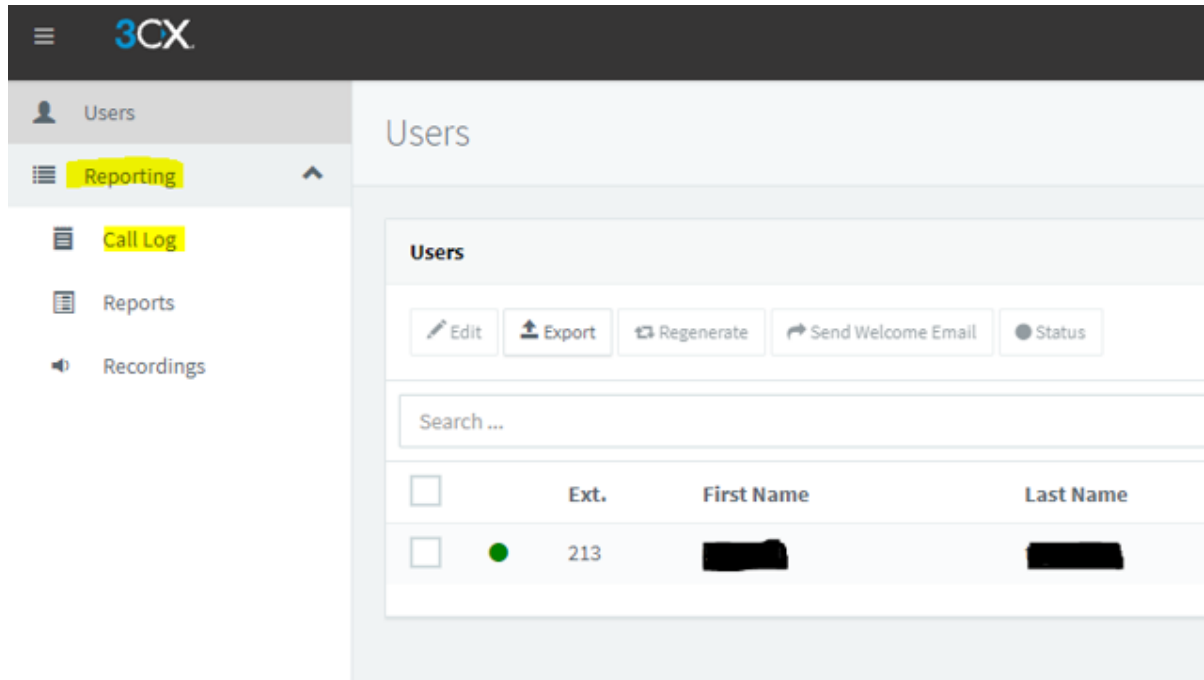 3CX
Users
Reporting
Call Log
Reports
Recordings
Users
Users
Edit Export Regenerate Send Welcome Email Status
Search ...
Ext. First Name Last Name
213